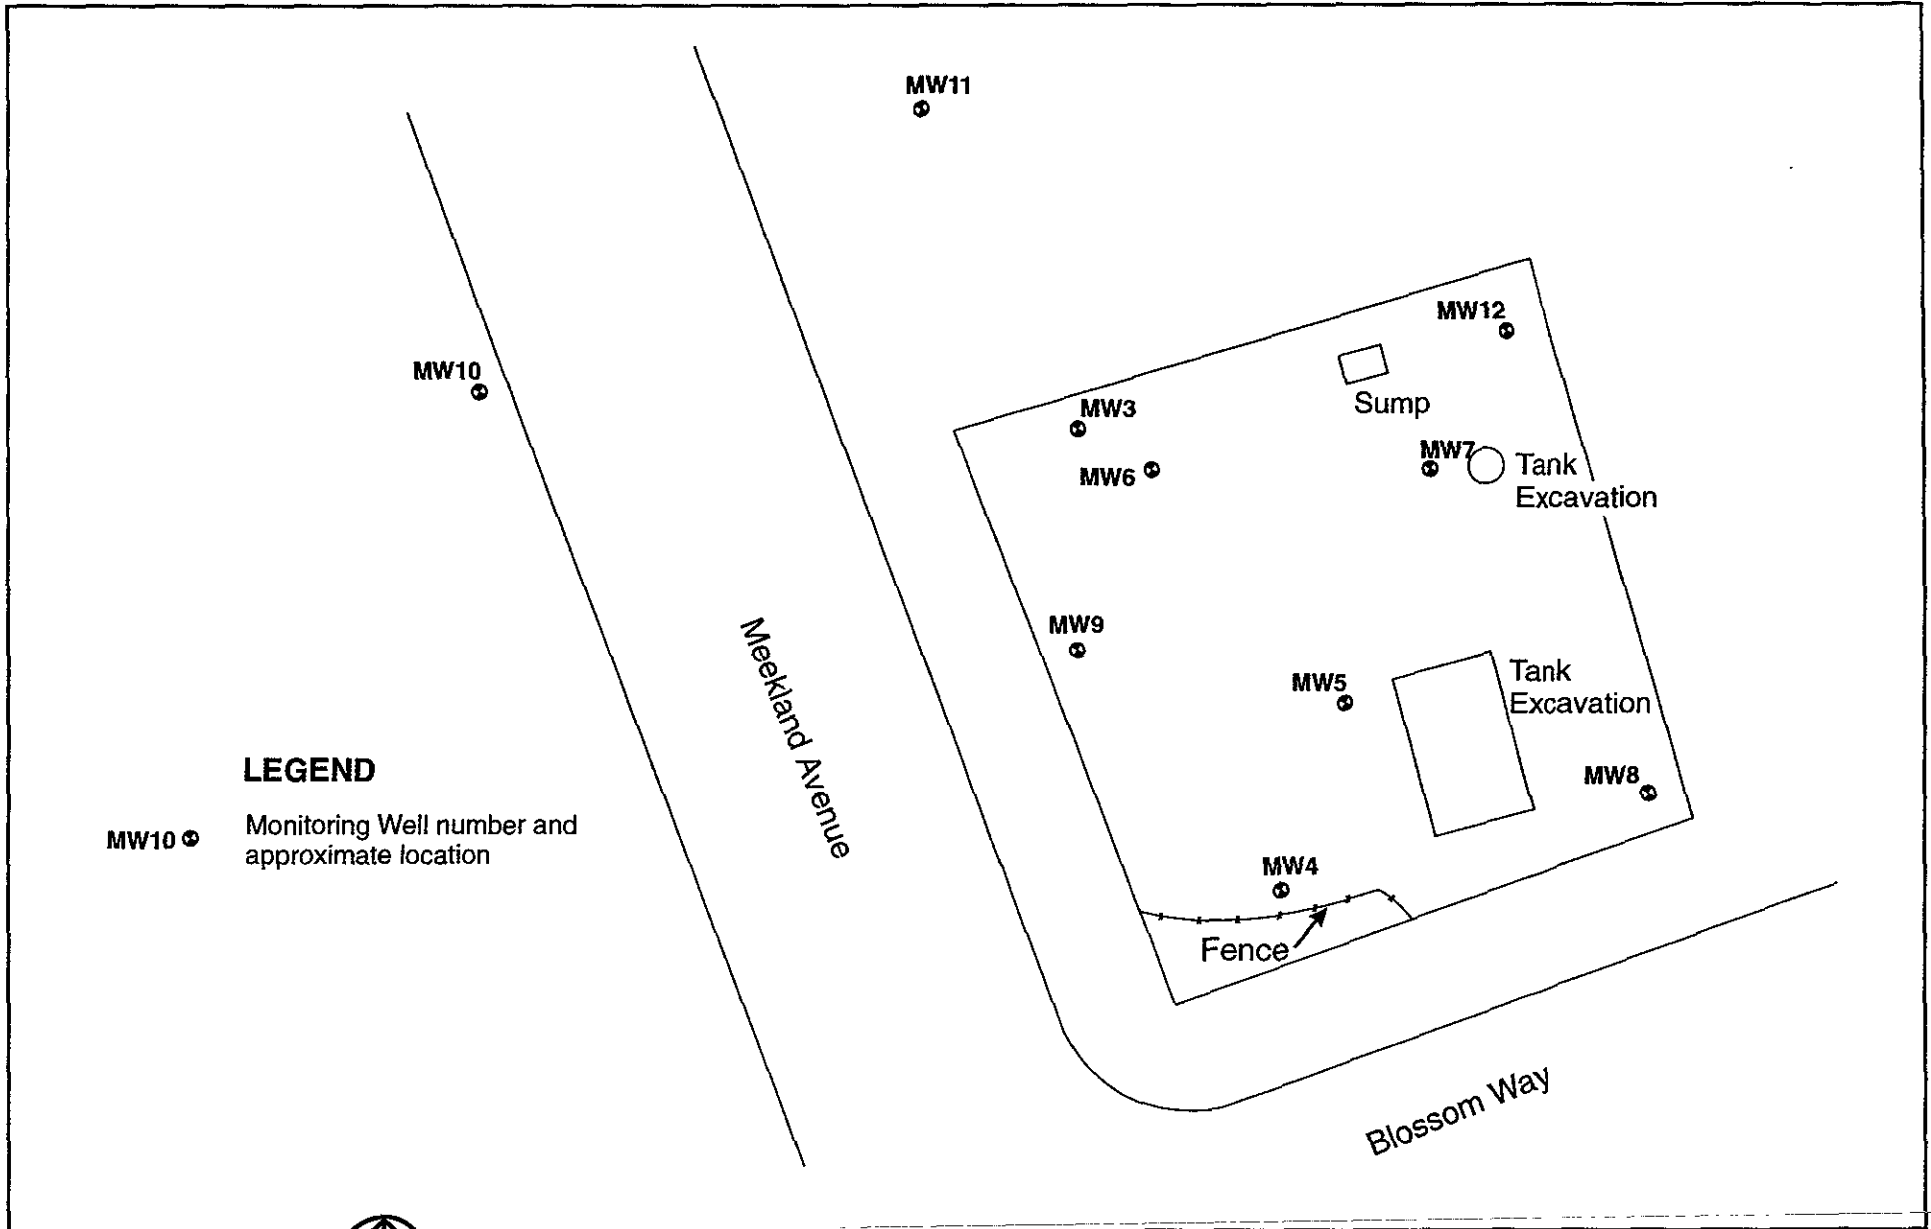 MW11
MW12
MW10
Sump
MW3
MW7
MW6
Tank
Excavation
MW9
Meekland Avenue
MW5
Tank
Excavation
LEGEND
MW10 Monitoring Well number and
approximate location
MW8
MW4
Fence
Blossom Way